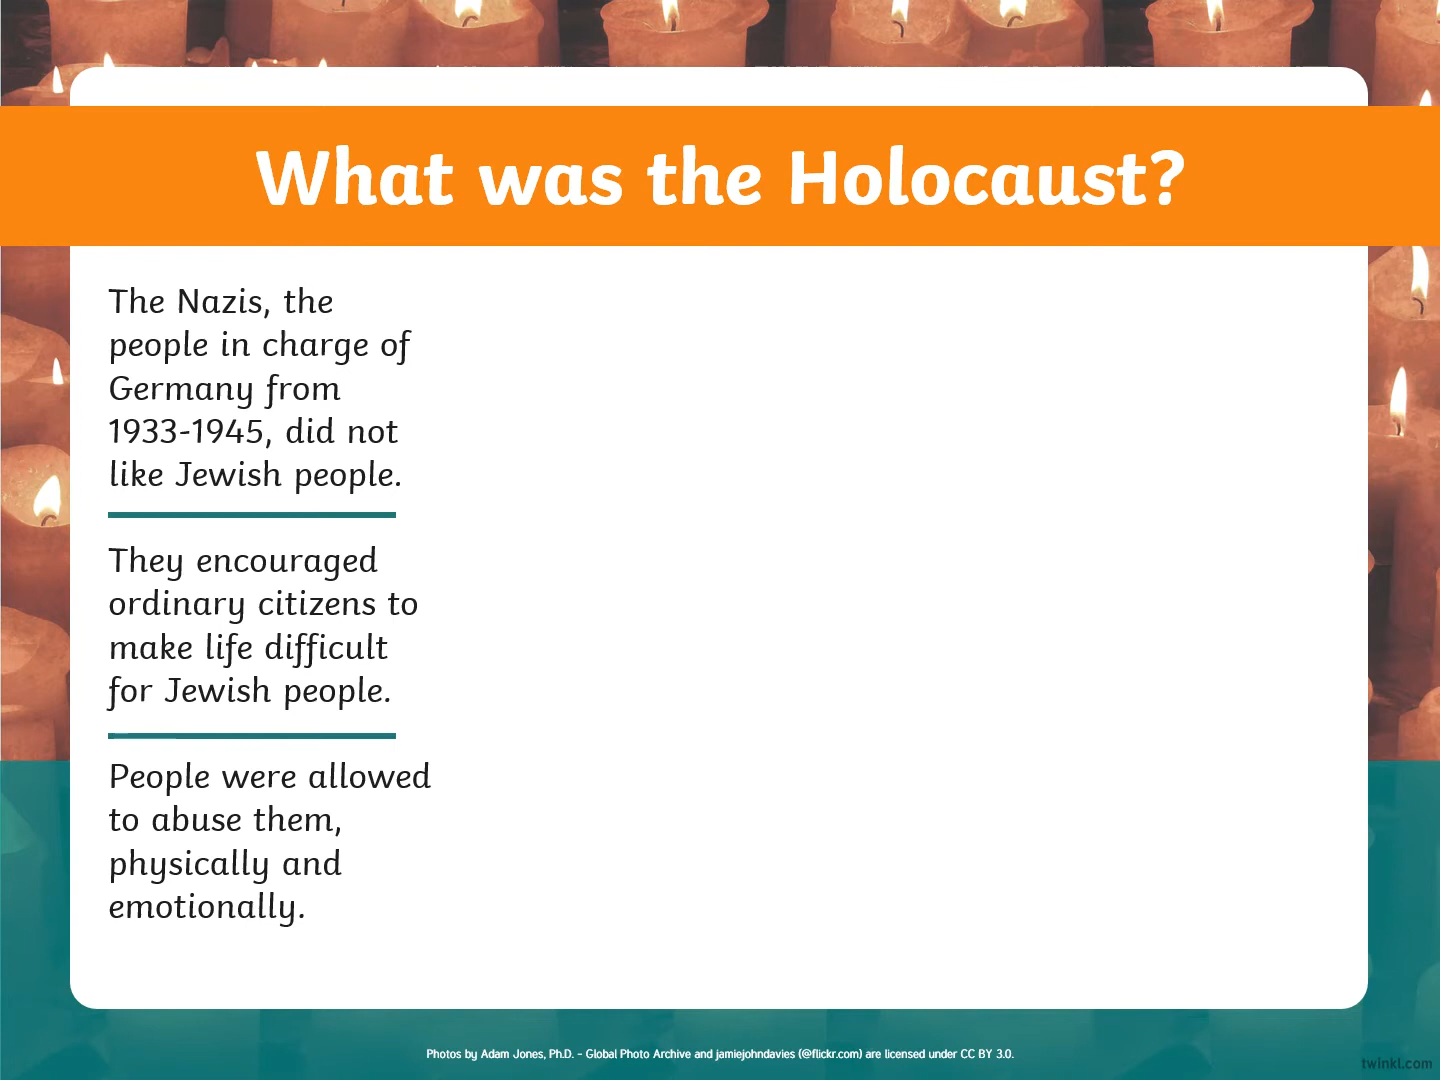 What was the Holocaust?
The Nazis, the
people in charge of
Germany from
1933-1945, did not
like Jewish people.
They encouraged
ordinary citizens to
make life difficult
for Jewish people.
People were allowed
to abuse them,
physically and
emotionally.
Photos by Adam Jones, Ph.D. - Global Photo Archive and jamiejohndavies (@flickr.com) are licensed under CC BY 3.0.
twinkl.com